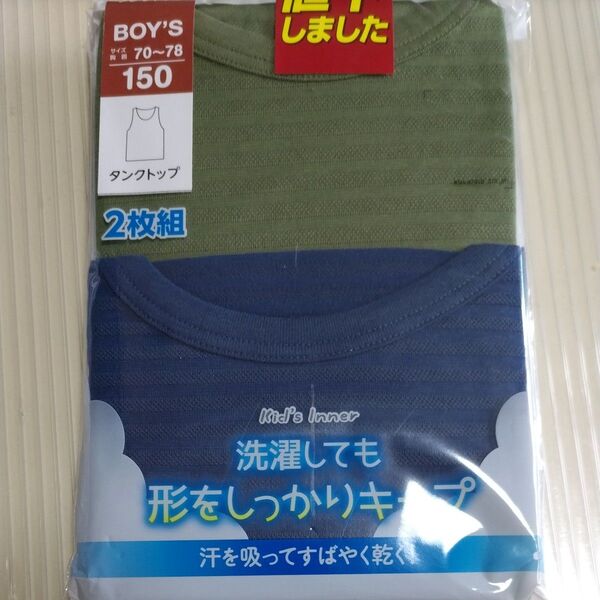 BOY'S
サイズ
胸囲 70～78
150
タンクトップ
しました
2枚組
Kid's Inner
洗濯しても
形をしっかりキープ
汗を吸ってすばやく乾く